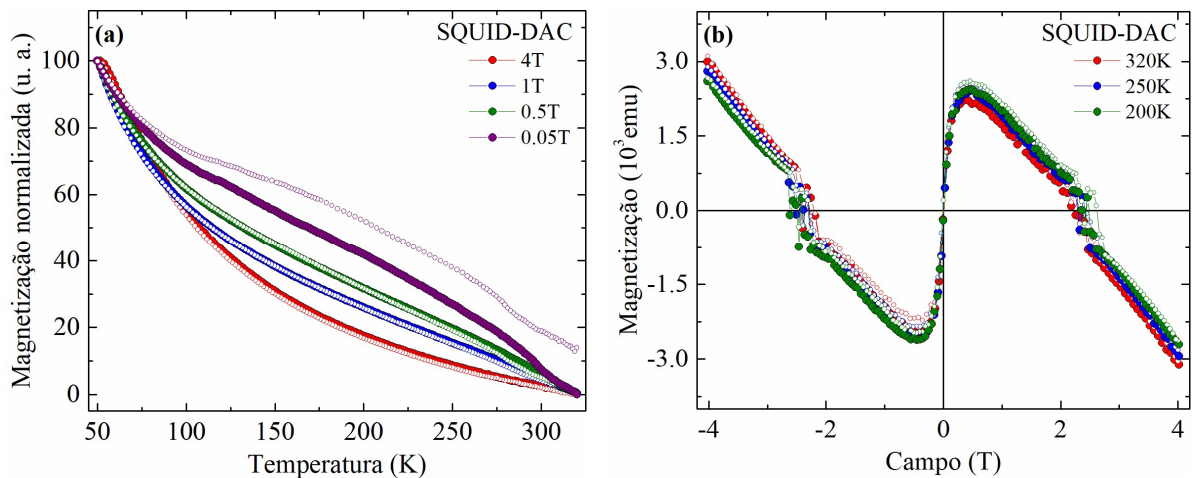 (a)
SQUID-DAC
4T
1T
0.5T
0.05T
Magnetização normalizada (u. a.)
100
80
60
40
20
0
50
100
150
200
250
300
Temperatura (K)
(b)
SQUID-DAC
320K
250K
200K
Magnetização (10³ emu)
3.0
1.5
0.0
-1.5
-3.0
-4
-2
0
2
4
Campo (T)